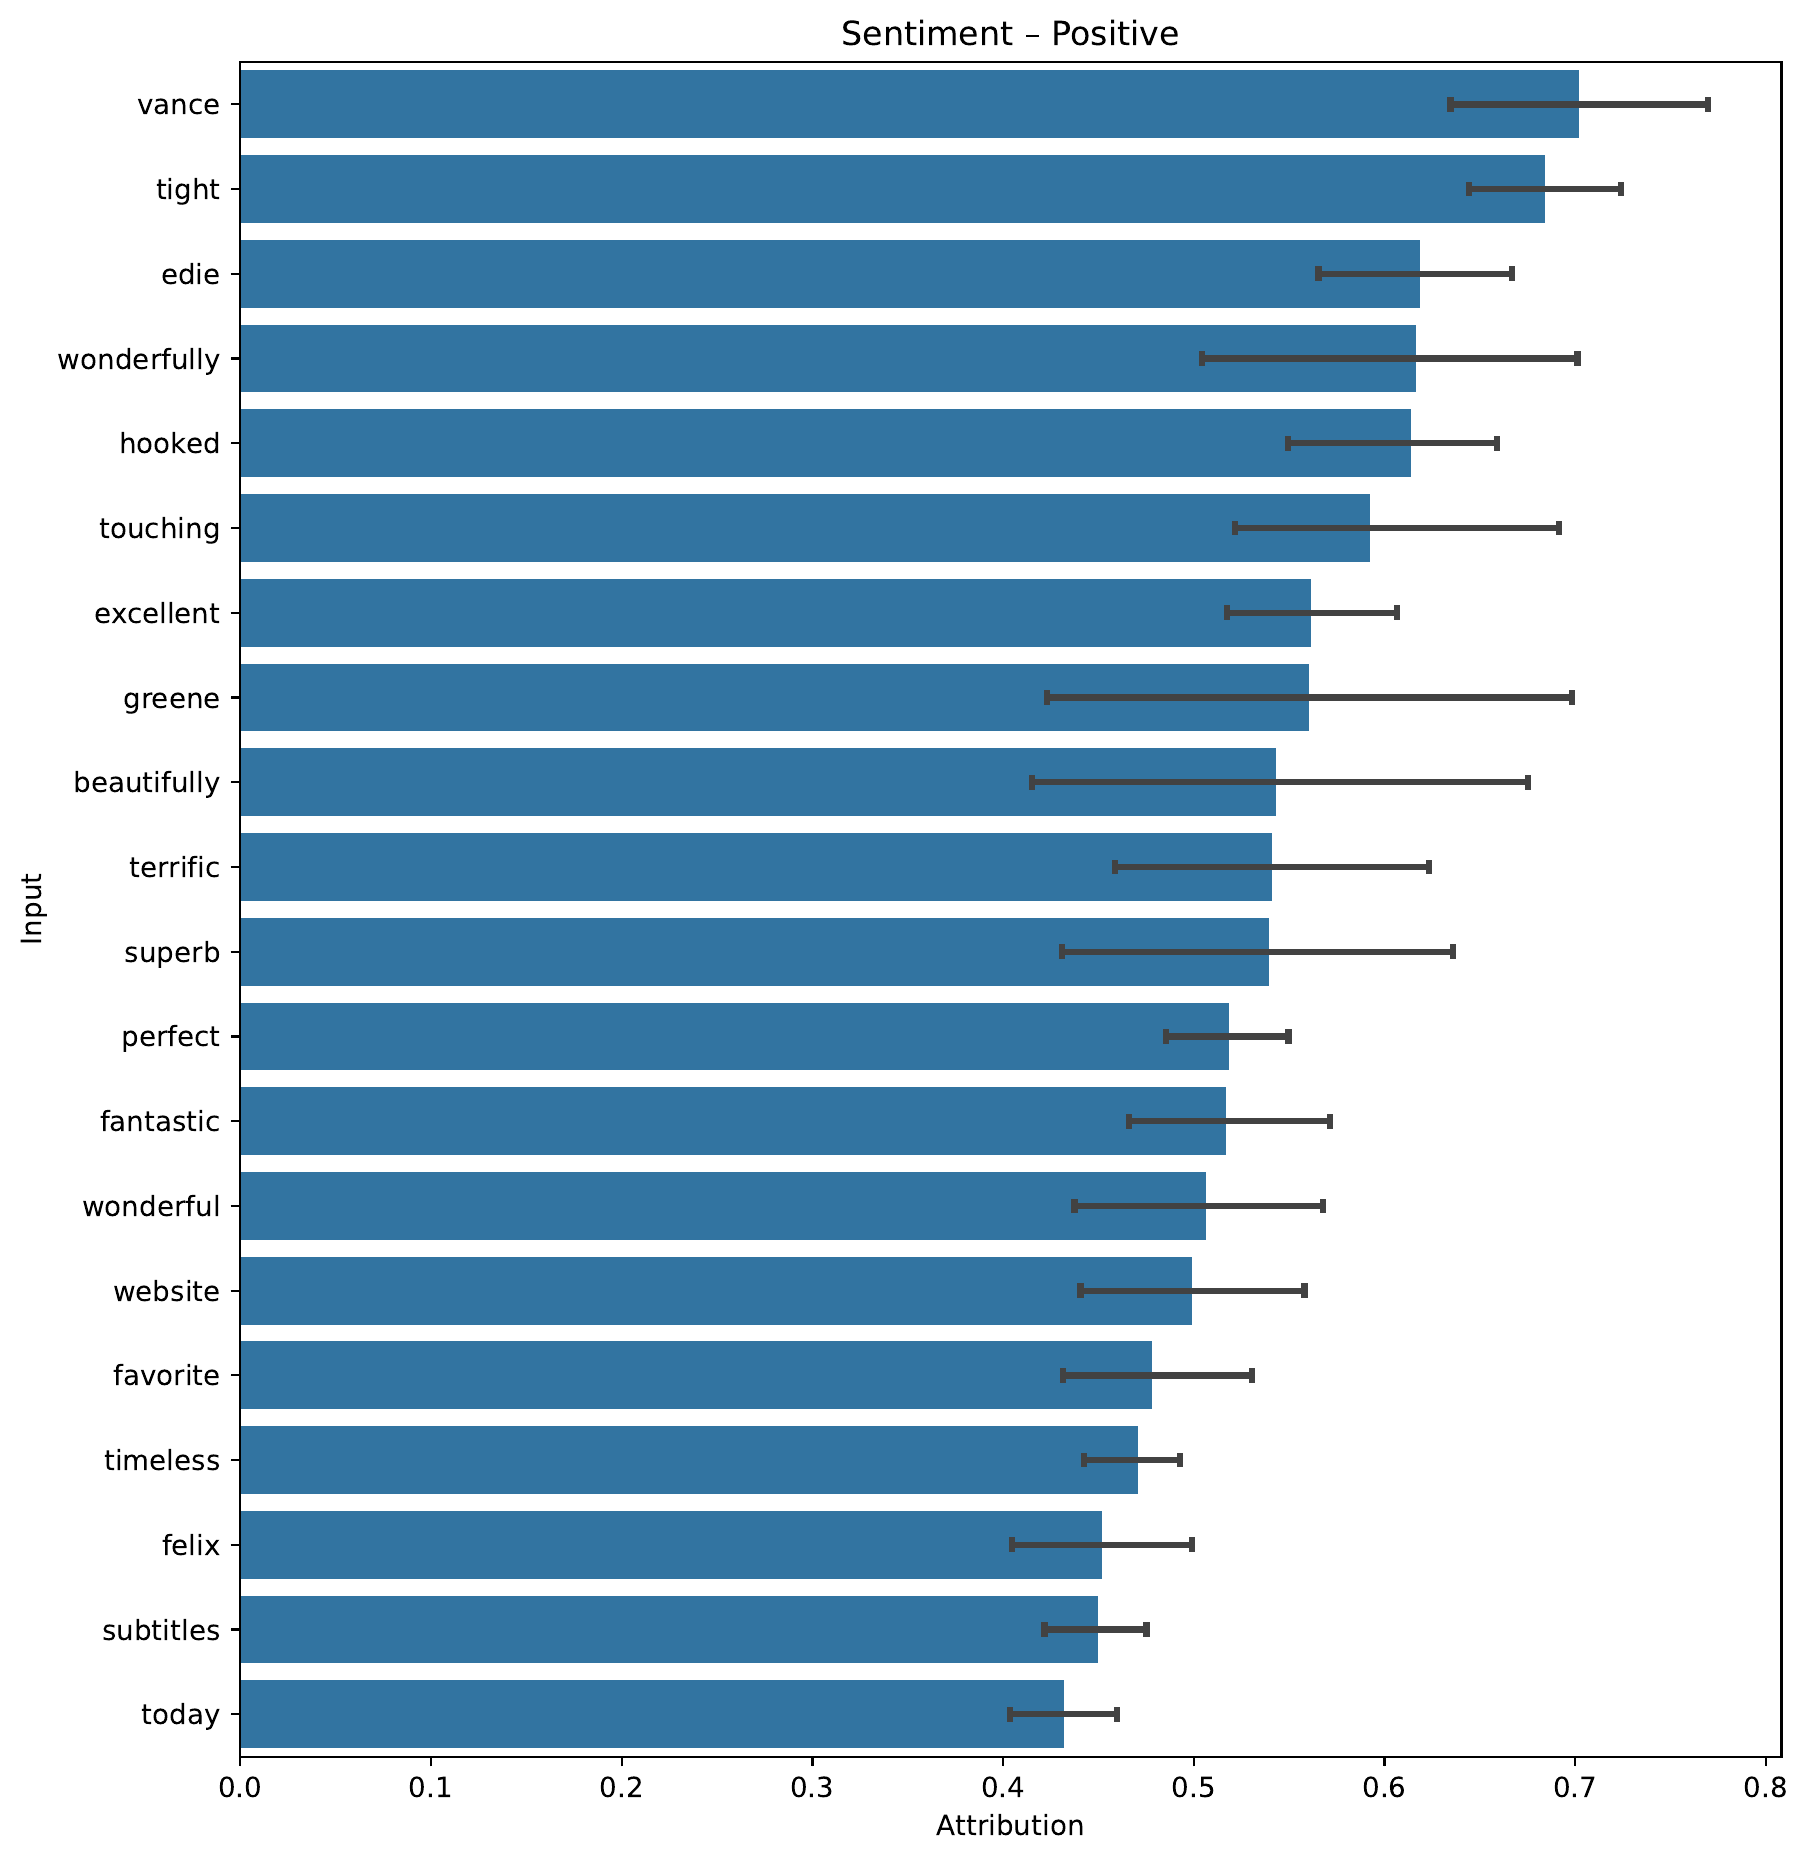 Sentiment – Positive
vance
tight
edie
wonderfully
hooked
touching
excellent
greene
beautifully
terrific
superb
perfect
fantastic
wonderful
website
favorite
timeless
felix
subtitles
today
Input
0.0 0.1 0.2 0.3 0.4 0.5 0.6 0.7 0.8
Attribution